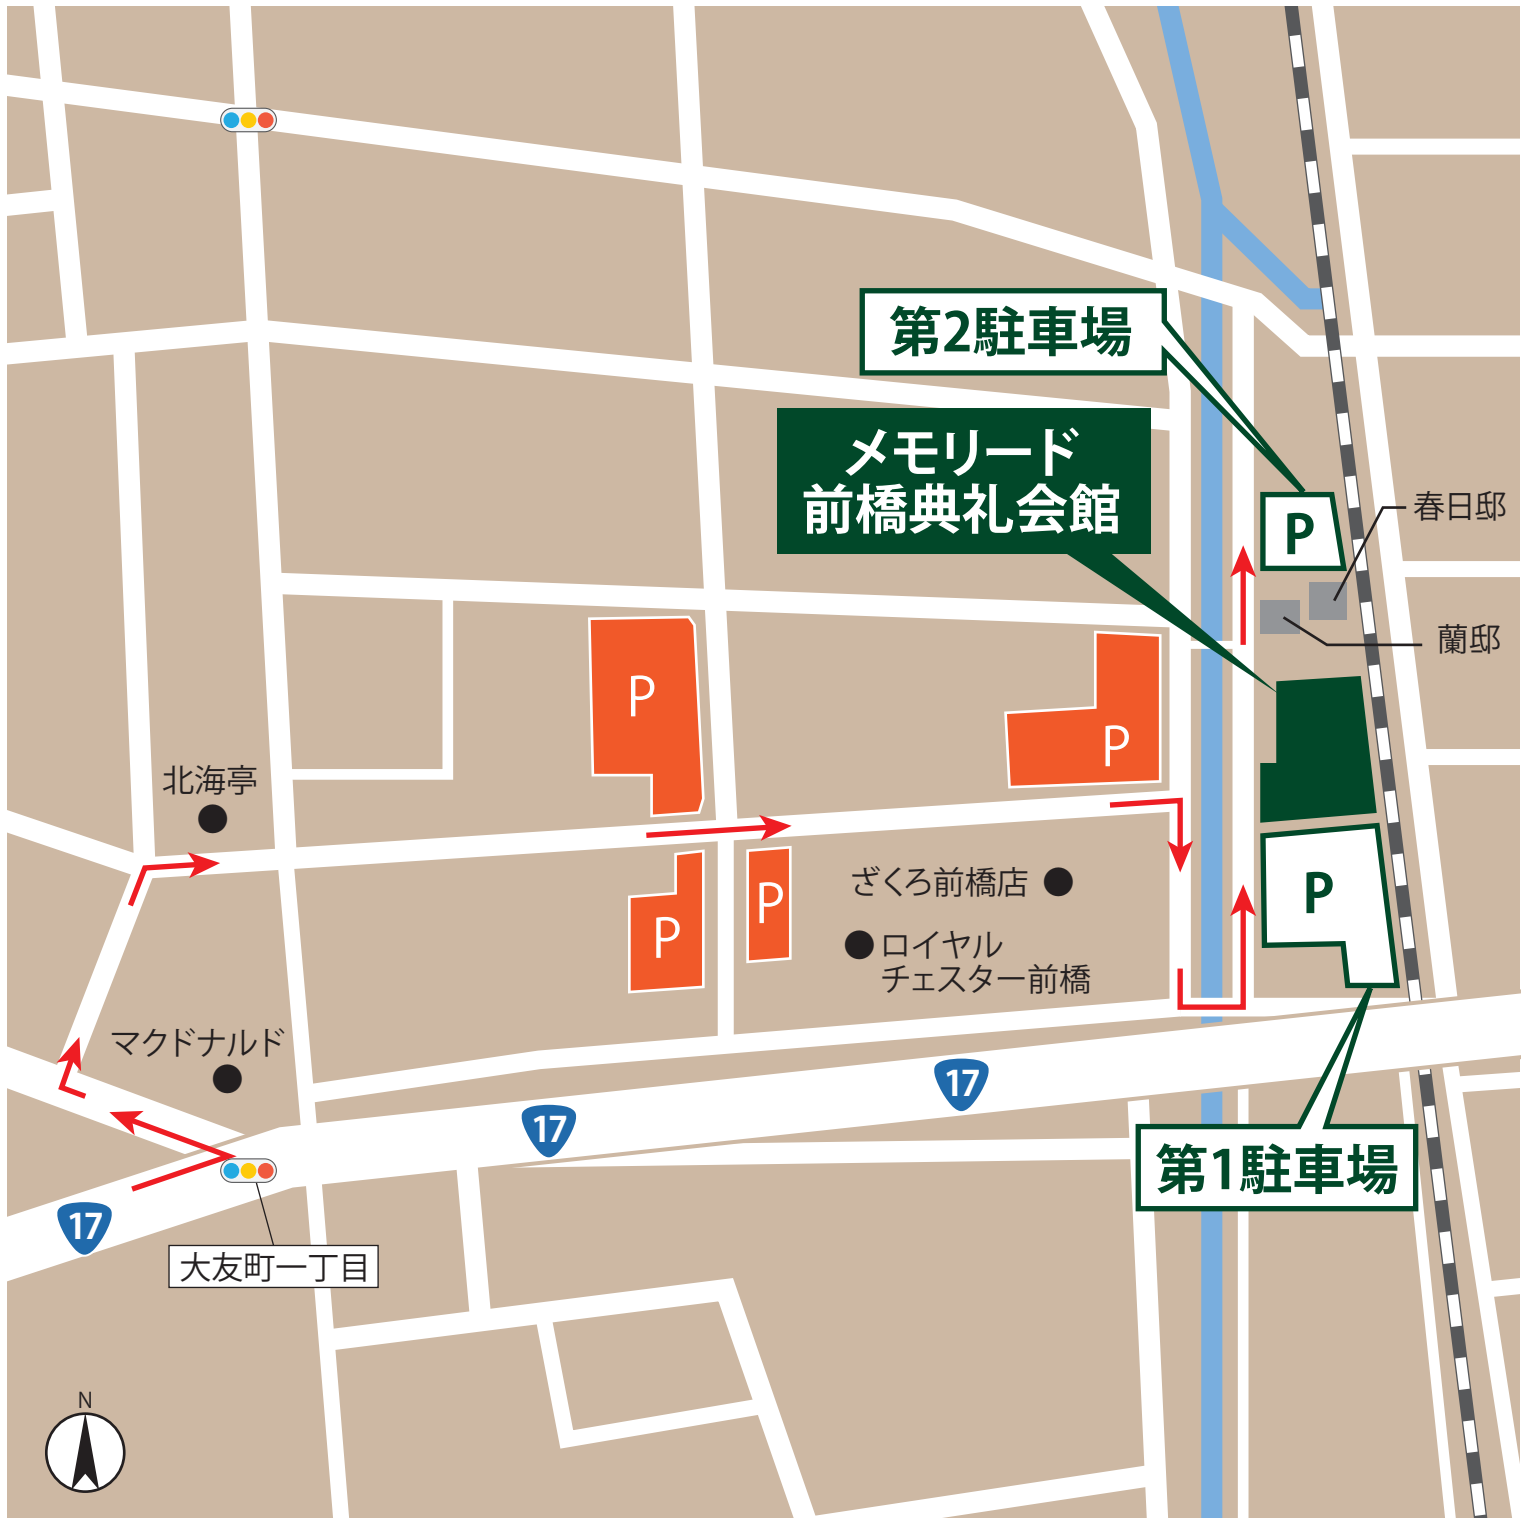 第2駐車場
メモリード
前橋典礼会館
P
春日邸
蘭邸
P
P
北海亭
P
P
P
P
ざくろ前橋店
ロイヤル
チェスター前橋
マクドナルド
17
17
第1駐車場
17
大友町一丁目
N